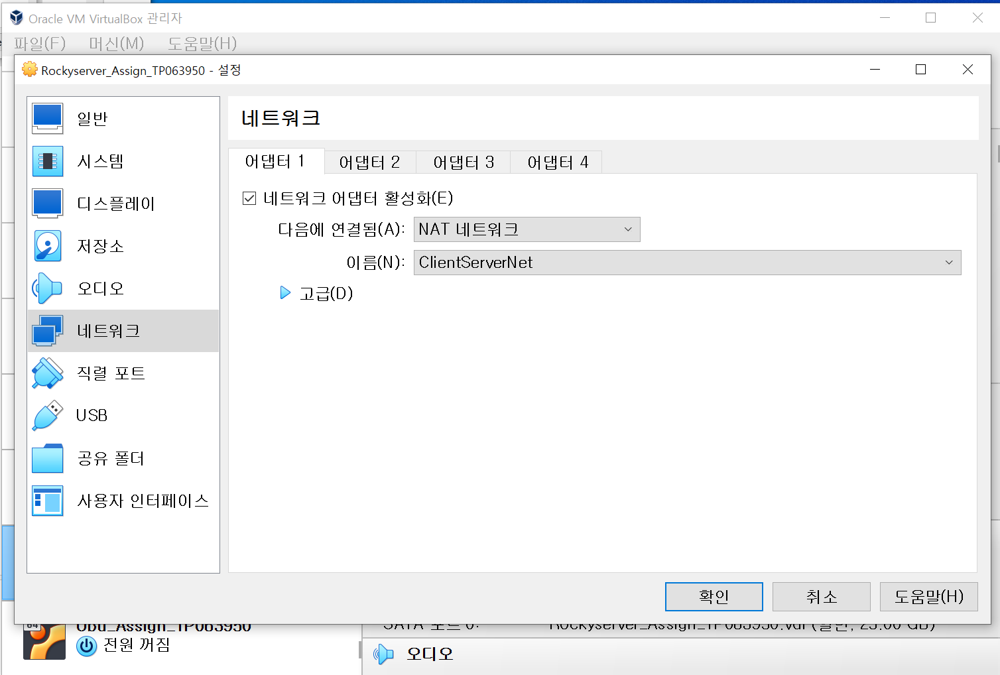 Oracle VM VirtualBox 관리자
파일(F) 머신(M) 도움말(H)
Rockyserver_Assign_TP063950 - 설정
일반
시스템
디스플레이
저장소
오디오
네트워크
직렬 포트
USB
공유 폴더
사용자 인터페이스
네트워크
어댑터 1 어댑터 2 어댑터 3 어댑터 4
네트워크 어댑터 활성화(E)
다음에 연결됨(A): NAT 네트워크
이름(N): ClientServerNet
고급(D)
확인 취소 도움말(H)
64
Ubu_Assign_TP063950
전원 꺼짐
SATA 포트 0: Rockyserver_Assign_TP063950.vdi (일반, 25.00 GB)
오디오